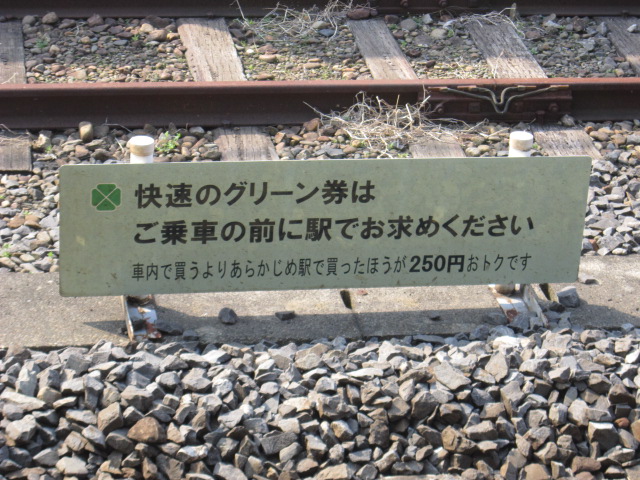 快速のグリーン券は
ご乗車の前に駅でお求めください
車内で買うよりあらかじめ駅で買ったほうが250円おトクです